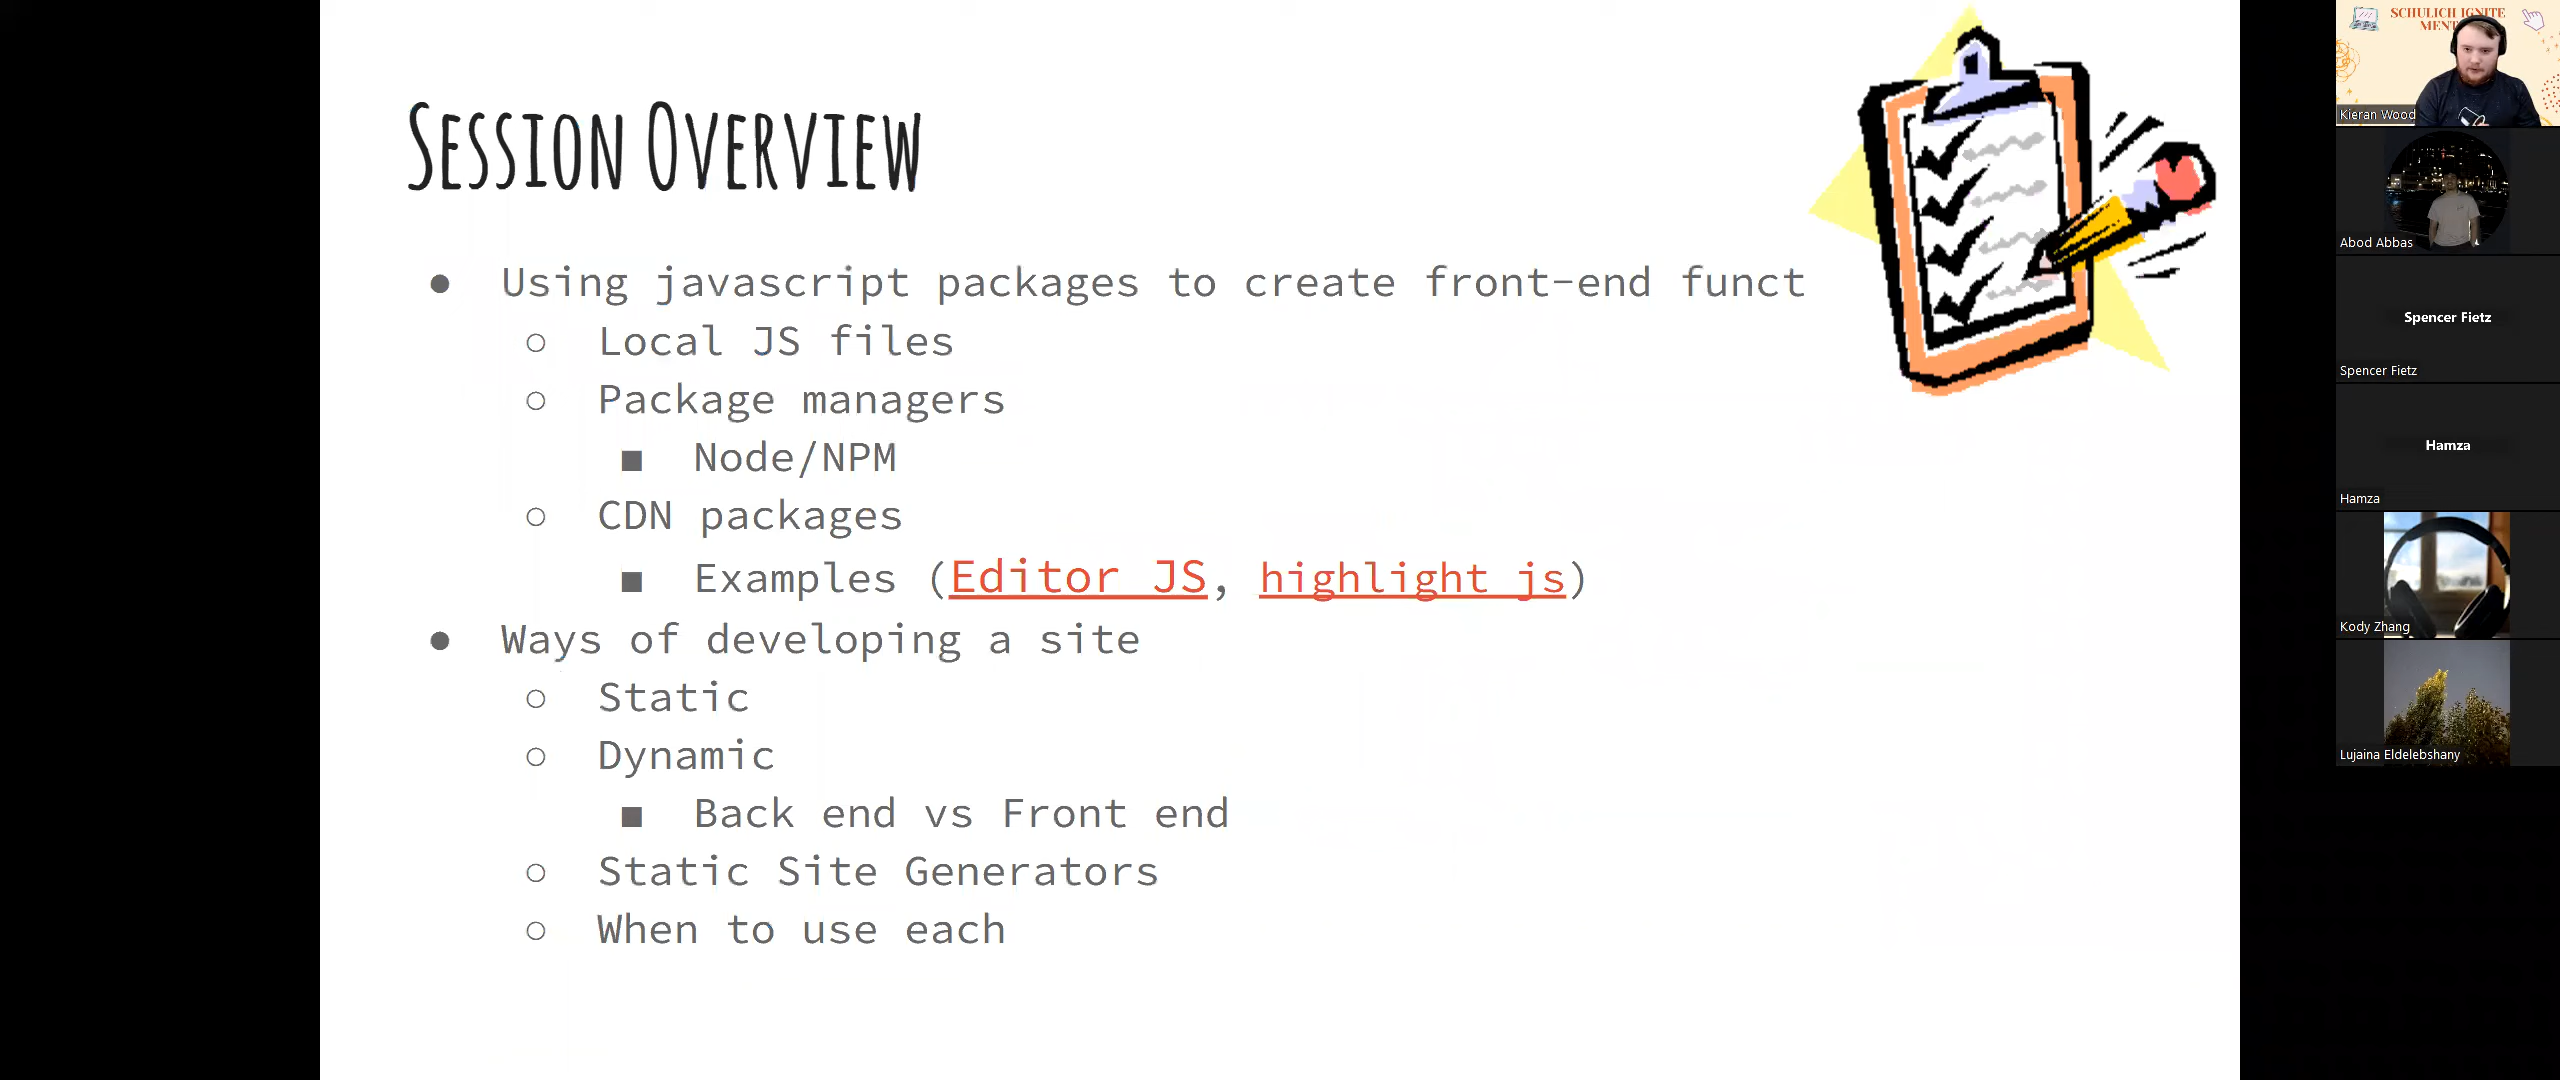 Session Overview
● Using javascript packages to create front-end funct
○ Local JS files
○ Package managers
■ Node/NPM
○ CDN packages
■ Examples (Editor JS, highlight js)
● Ways of developing a site
○ Static
○ Dynamic
■ Back end vs Front end
○ Static Site Generators
○ When to use each
SCHULICH IGNITE
MENT
Kieran Wood
Abod Abbas
Spencer Fietz
Spencer Fietz
Hamza
Hamza
Kody Zhang
Lujaina Eldelebshany